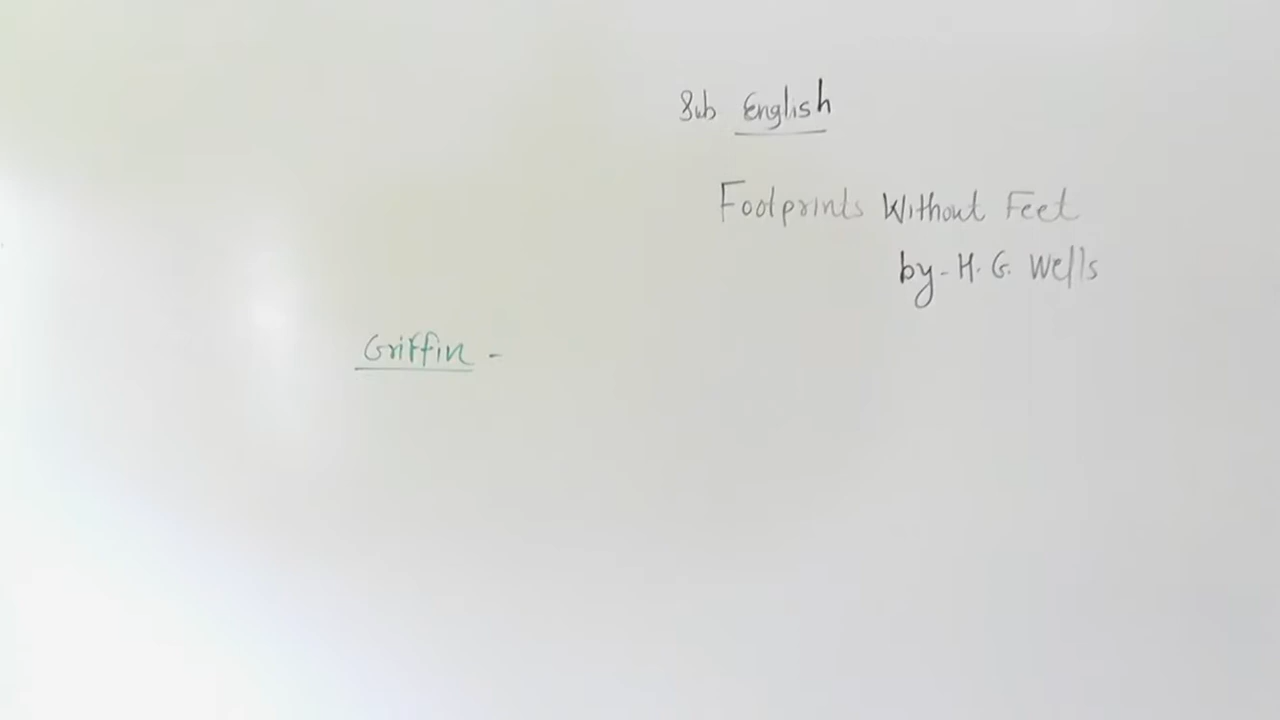 Sub English
Footprints Without Feet
by - H. G. Wells
Griffin -